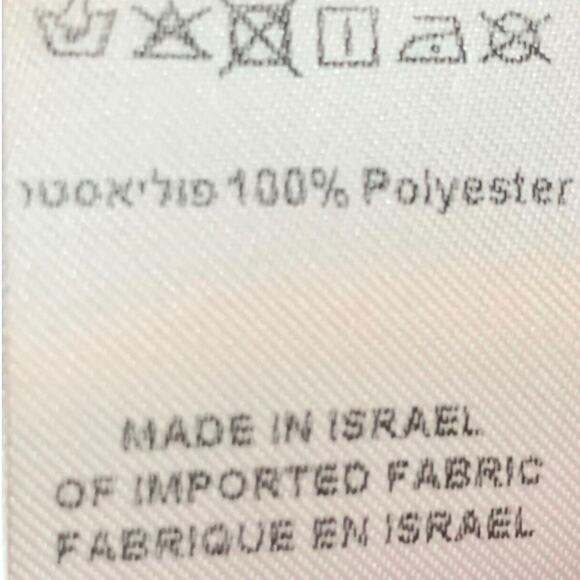 פוליאסטר 100% Polyester
MADE IN ISRAEL
OF IMPORTED FABRIC
FABRIQUE EN ISRAEL